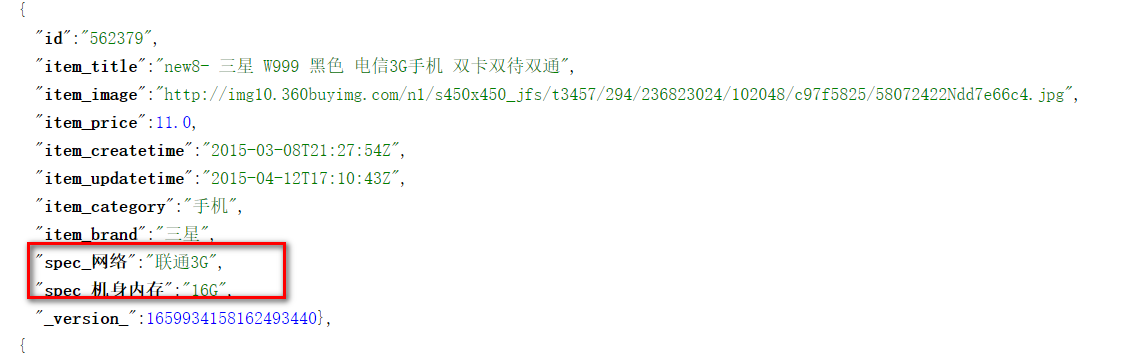 {
"id":"562379",
"item_title":"new8- 三星 W999 黑色 电信3G手机 双卡双待双通",
"item_image":"http://img10.360buyimg.com/n1/s450x450_jfs/t3457/294/236823024/102048/c97f5825/58072422Ndd7e66c4.jpg",
"item_price":11.0,
"item_createtime":"2015-03-08T21:27:54Z",
"item_updatetime":"2015-04-12T17:10:43Z",
"item_category":"手机",
"item_brand":"三星",
"spec_网络":"联通3G",
"spec_机身内存":"16G",
"_version_":1659934158162493440},
{